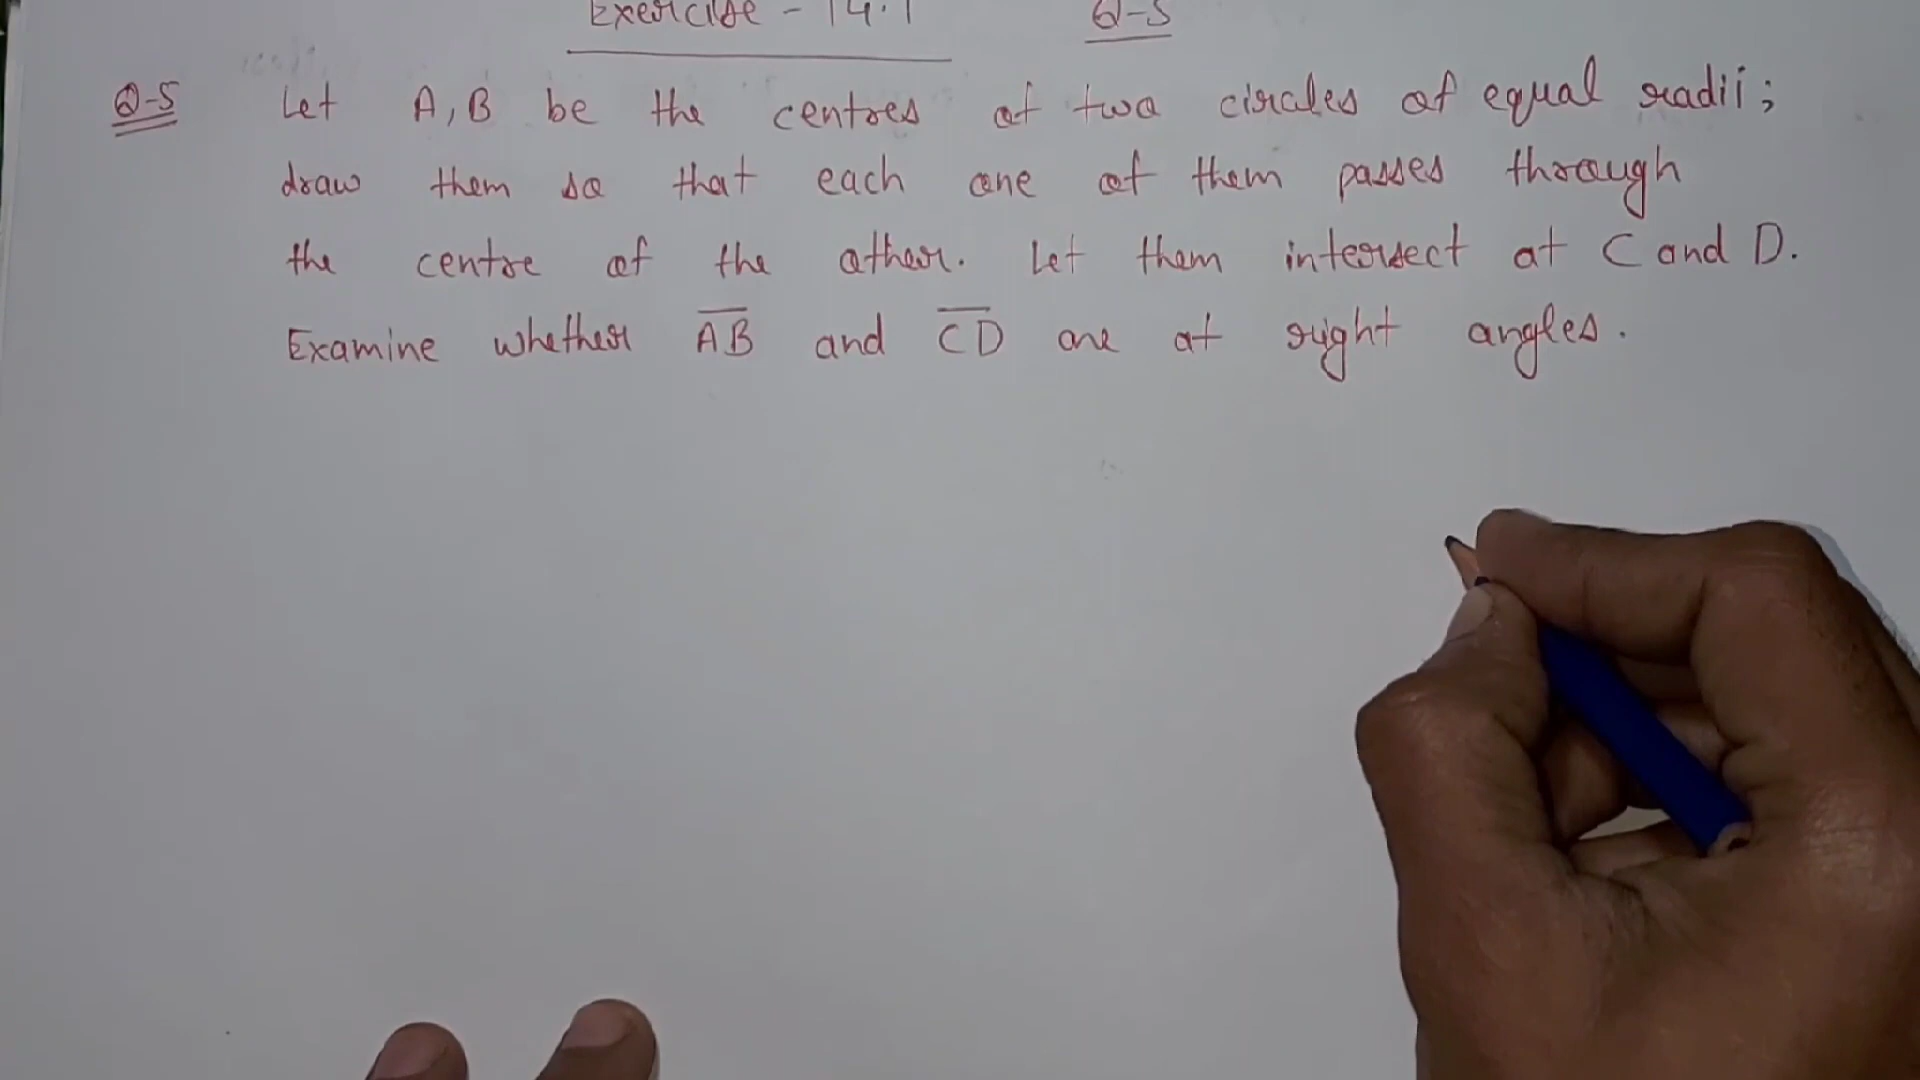 Exercise - 14.1 Q-5
Q-5 Let A, B be the centres of two circles of equal radii;
draw them so that each one of them passes through
the centre of the other. Let them intersect at C and D.
Examine whether A̅B̅ and C̅D̅ are at right angles.